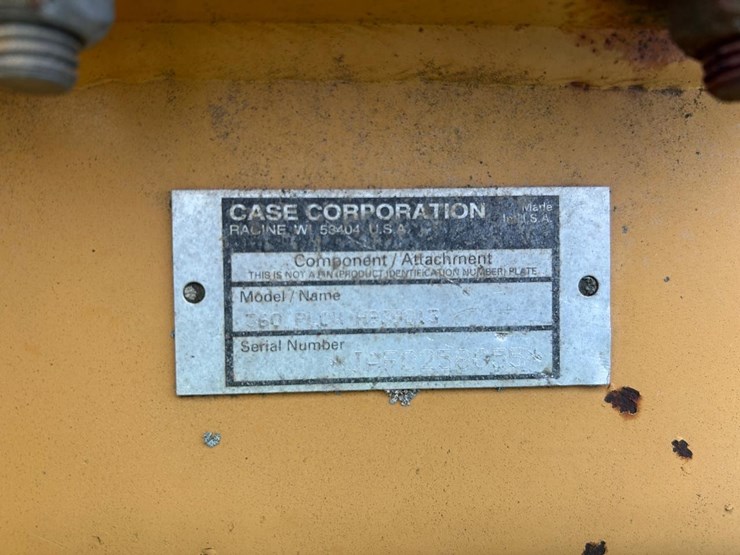 CASE CORPORATION
Made
In U.S.A.
RACINE WI 53404 U.S.A.
Component / Attachment
THIS IS NOT A PIN (PRODUCT IDENTIFICATION NUMBER) PLATE
Model / Name
Serial Number